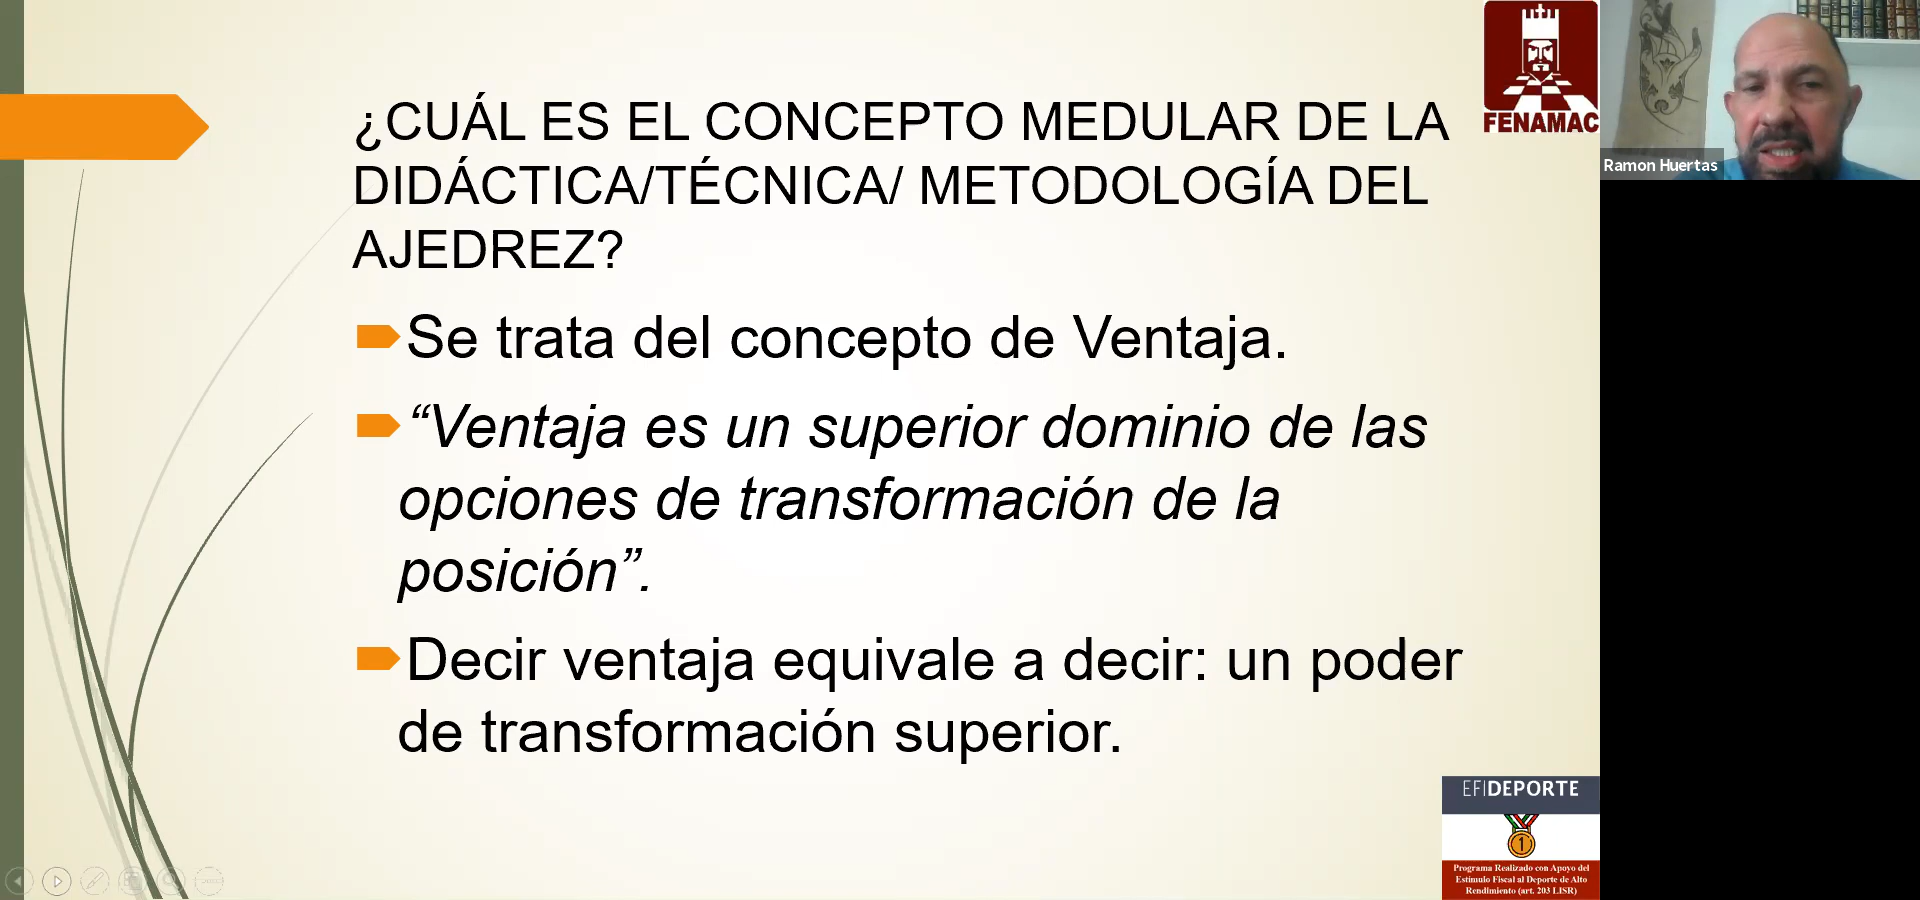 ¿CUÁL ES EL CONCEPTO MEDULAR DE LA
DIDÁCTICA/TÉCNICA/ METODOLOGÍA DEL
AJEDREZ?
Se trata del concepto de Ventaja.
“Ventaja es un superior dominio de las
opciones de transformación de la
posición”.
Decir ventaja equivale a decir: un poder
de transformación superior.
FENAMAC
Ramon Huertas
EFIDEPORTE
1
Programa Realizado con Apoyo del
Estímulo Fiscal al Deporte de Alto
Rendimiento (art. 203 LISR)